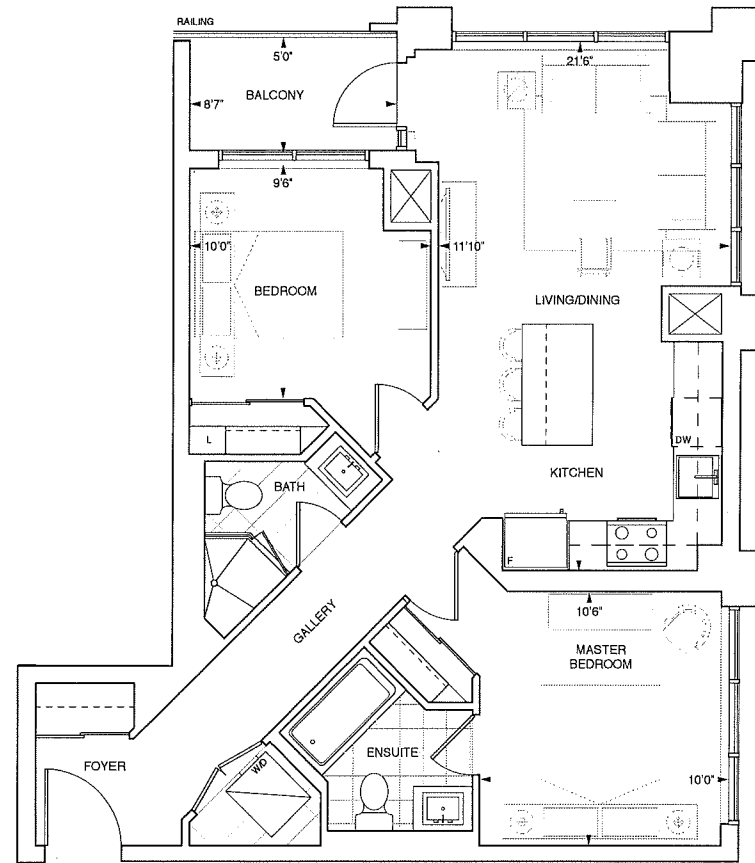 RAILING
5'0"
21'6"
BALCONY
8'7"
9'6"
10'0"
11'10"
BEDROOM
LIVING/DINING
L
DW
BATH
KITCHEN
F
GALLERY
10'6"
MASTER
BEDROOM
ENSUITE
W/D
FOYER
10'0"